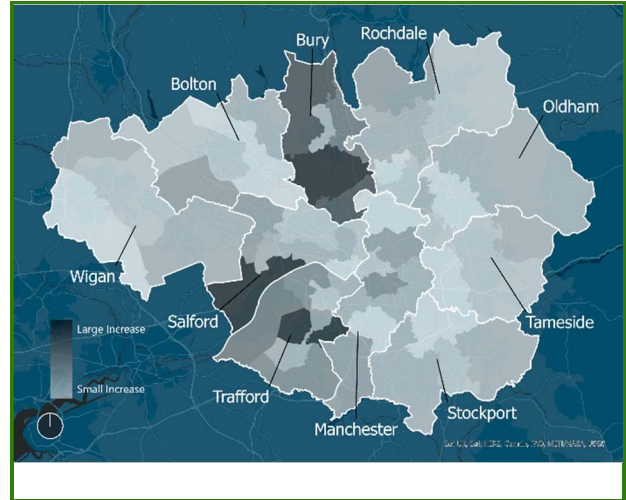 Bury
Rochdale
Bolton
Oldham
Wigan
Large Increase
Salford
Tameside
Small Increase
Trafford
Stockport
Manchester